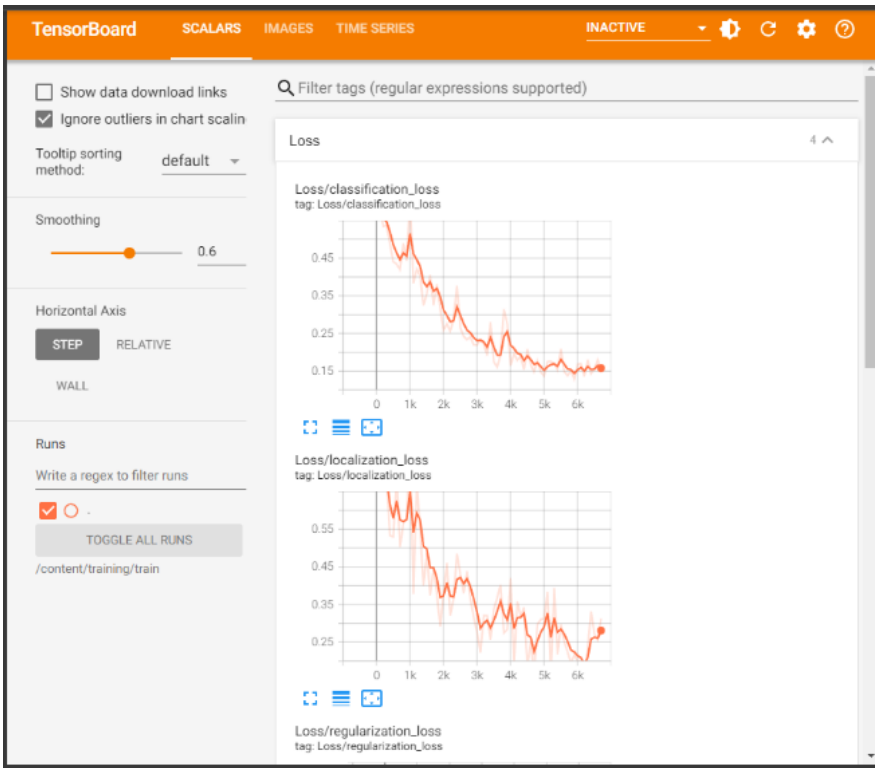 TensorBoard SCALARS IMAGES TIME SERIES INACTIVE
Show data download links
Ignore outliers in chart scalin
Tooltip sorting
method:
default
Smoothing
0.6
Horizontal Axis
STEP RELATIVE
WALL
Runs
Write a regex to filter runs
.
TOGGLE ALL RUNS
/content/training/train
Filter tags (regular expressions supported)
Loss 4
Loss/classification_loss
tag: Loss/classification_loss
0.45
0.35
0.25
0.15
0 1k 2k 3k 4k 5k 6k
Loss/localization_loss
tag: Loss/localization_loss
0.55
0.45
0.35
0.25
0 1k 2k 3k 4k 5k 6k
Loss/regularization_loss
tag: Loss/regularization_loss